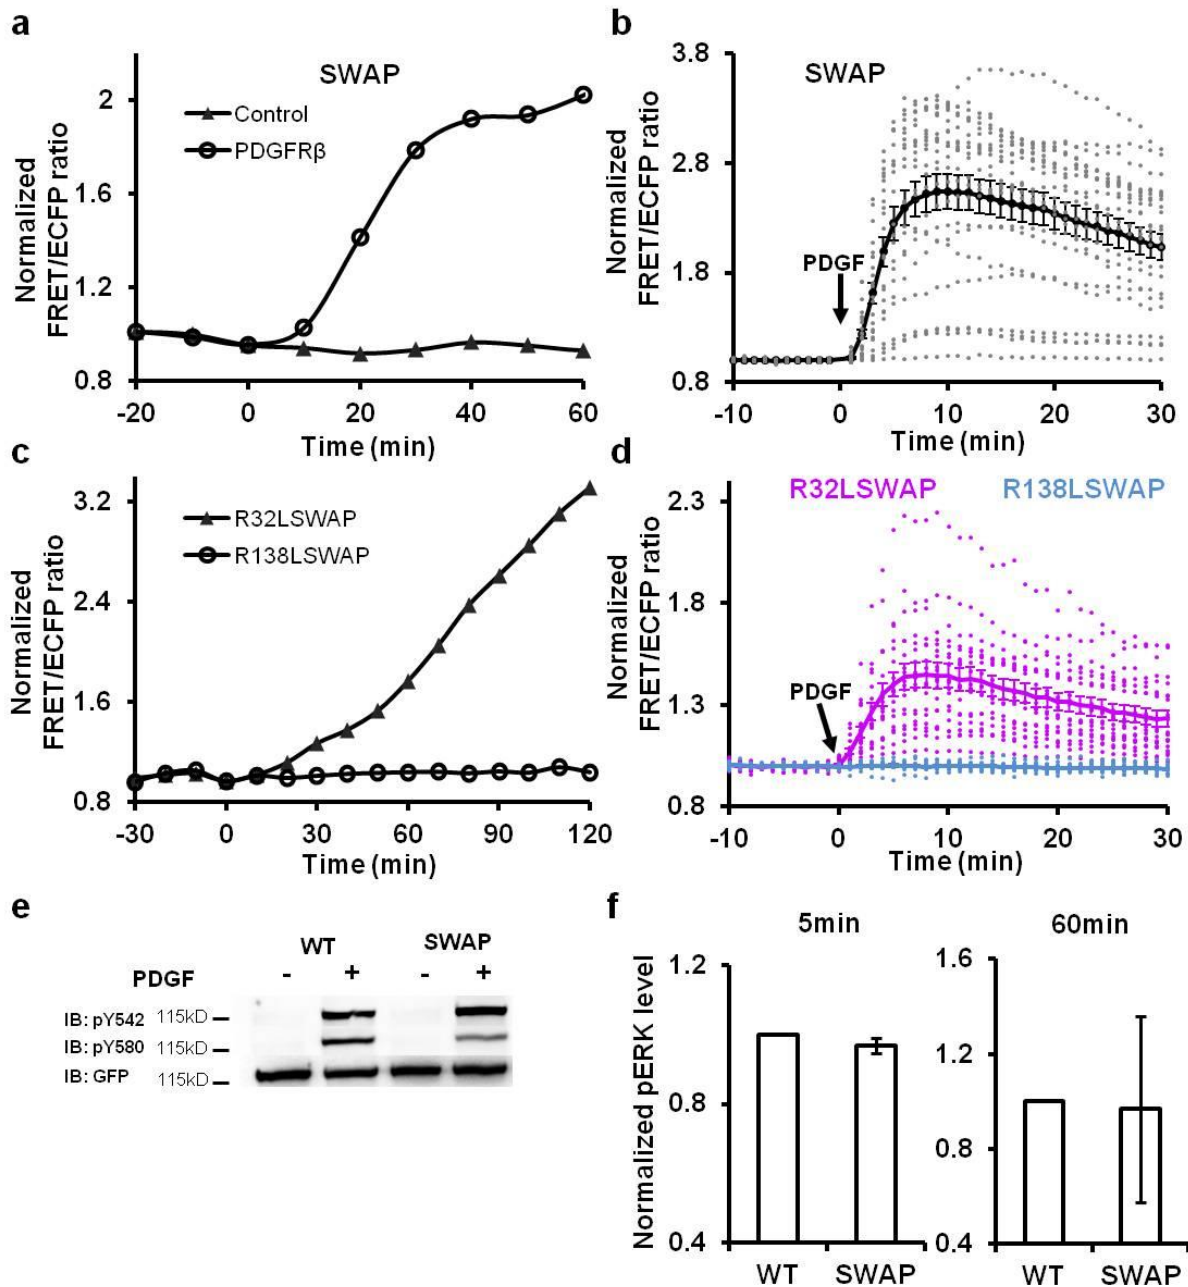 a
SWAP
Control
PDGFRβ
Normalized
FRET/ECFP ratio
2
1.6
1.2
0.8
-20
0
20
40
60
Time (min)
b
SWAP
PDGF
Normalized
FRET/ECFP ratio
3.8
2.8
1.8
0.8
-10
0
10
20
30
Time (min)
c
R32LSWAP
R138LSWAP
Normalized
FRET/ECFP ratio
3.2
2.4
1.6
0.8
-30
0
30
60
90
120
Time (min)
d
R32LSWAP R138LSWAP
PDGF
Normalized
FRET/ECFP ratio
2.3
1.8
1.3
0.8
-10
0
10
20
30
Time (min)
e
WT SWAP
PDGF - + - +
IB: pY542 115kD
IB: pY580 115kD
IB: GFP 115kD
f
5min
Normalized pERK level
1.2
0.8
0.4
WT SWAP
60min
1.6
1.2
0.8
0.4
WT SWAP